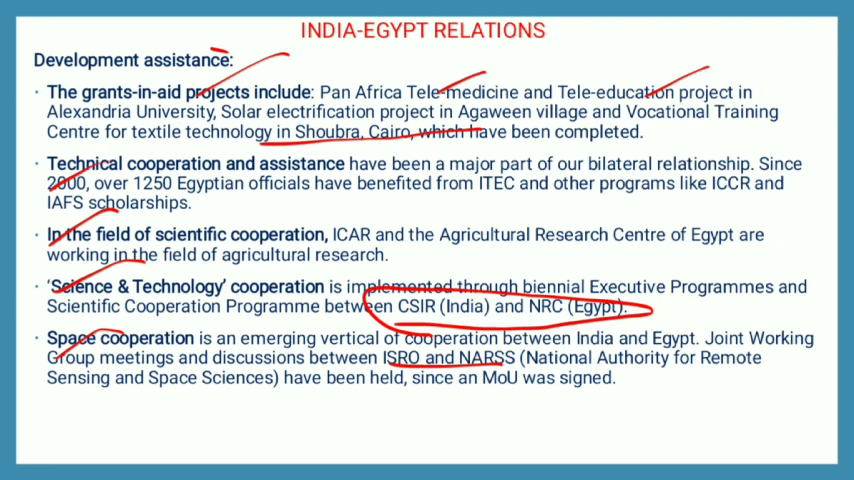 INDIA-EGYPT RELATIONS
Development assistance:
· The grants-in-aid projects include: Pan Africa Tele-medicine and Tele-education project in
Alexandria University, Solar electrification project in Agaween village and Vocational Training
Centre for textile technology in Shoubra, Cairo, which have been completed.
· Technical cooperation and assistance have been a major part of our bilateral relationship. Since
2000, over 1250 Egyptian officials have benefited from ITEC and other programs like ICCR and
IAFS scholarships.
· In the field of scientific cooperation, ICAR and the Agricultural Research Centre of Egypt are
working in the field of agricultural research.
· ‘Science & Technology’ cooperation is implemented through biennial Executive Programmes and
Scientific Cooperation Programme between CSIR (India) and NRC (Egypt).
· Space cooperation is an emerging vertical of cooperation between India and Egypt. Joint Working
Group meetings and discussions between ISRO and NARSS (National Authority for Remote
Sensing and Space Sciences) have been held, since an MoU was signed.